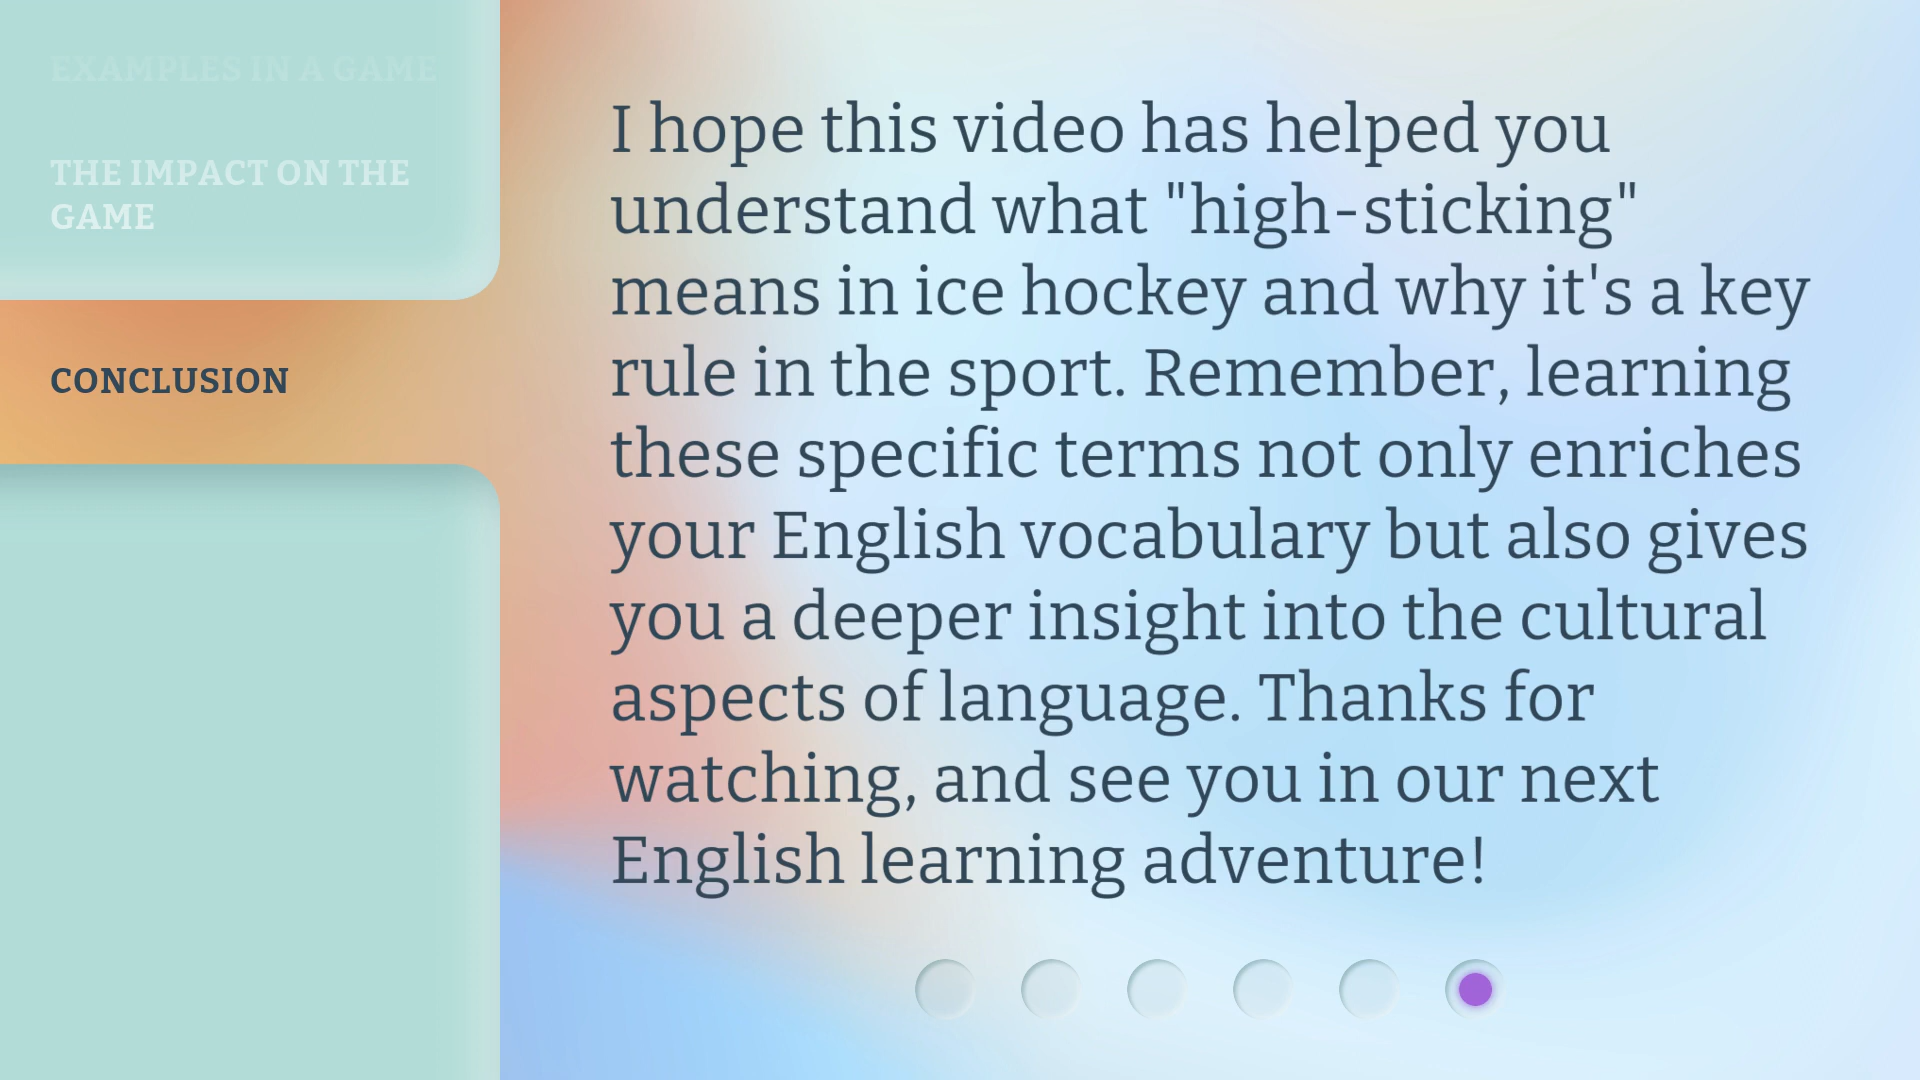 EXAMPLES IN A GAME
THE IMPACT ON THE
GAME
CONCLUSION
I hope this video has helped you
understand what "high-sticking"
means in ice hockey and why it's a key
rule in the sport. Remember, learning
these specific terms not only enriches
your English vocabulary but also gives
you a deeper insight into the cultural
aspects of language. Thanks for
watching, and see you in our next
English learning adventure!